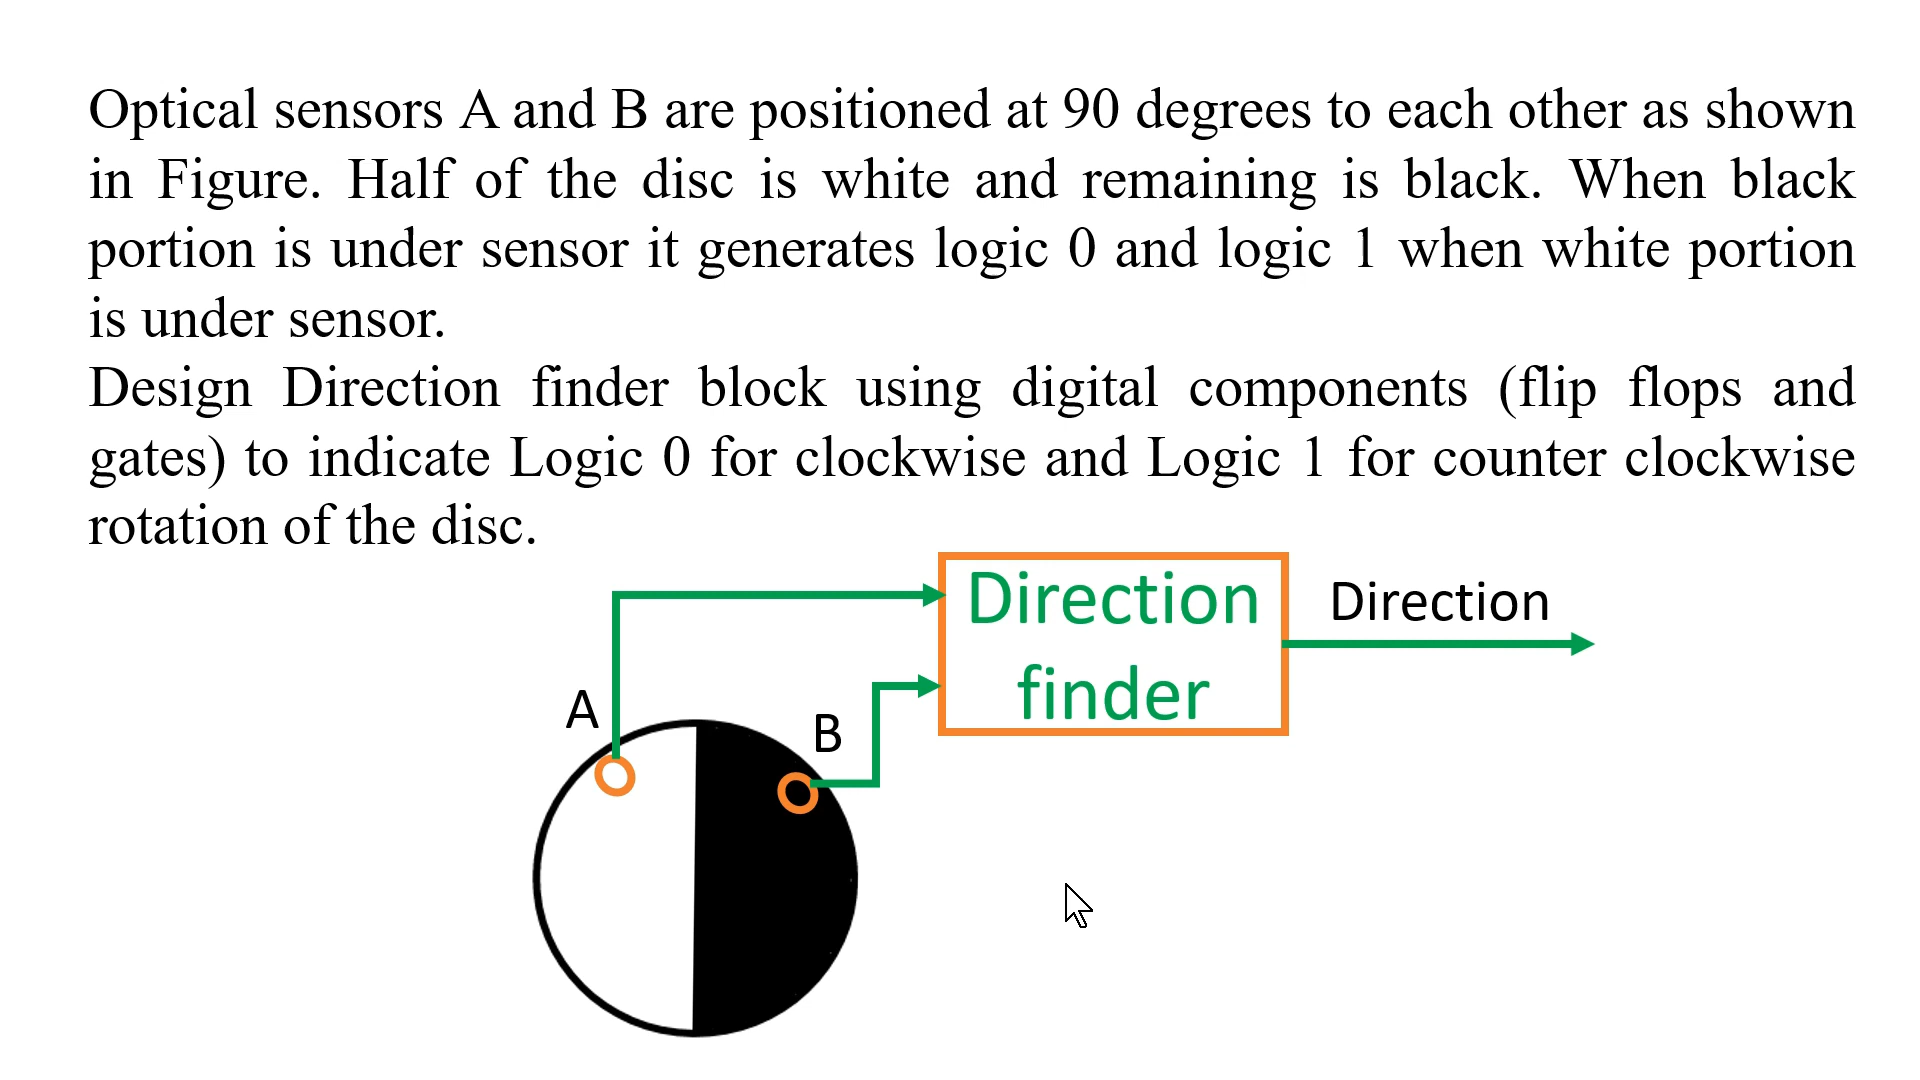 Optical sensors A and B are positioned at 90 degrees to each other as shown
in Figure. Half of the disc is white and remaining is black. When black
portion is under sensor it generates logic 0 and logic 1 when white portion
is under sensor.
Design Direction finder block using digital components (flip flops and
gates) to indicate Logic 0 for clockwise and Logic 1 for counter clockwise
rotation of the disc.
Direction
finder
Direction
A
B